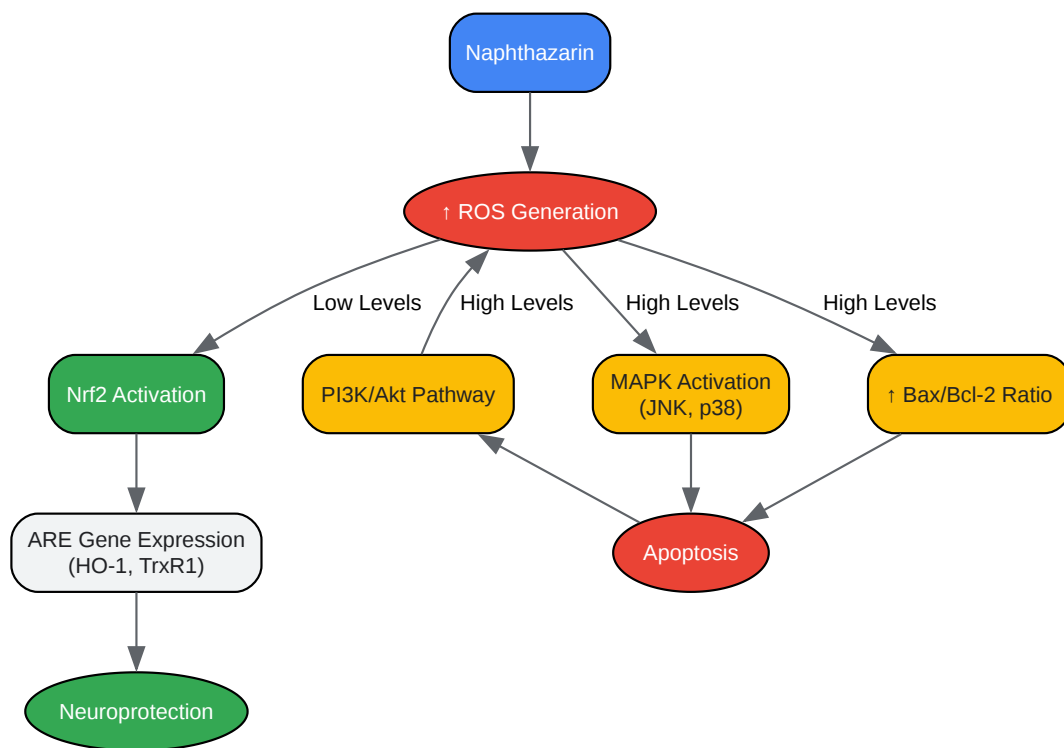 Naphthazarin
↑ ROS Generation
Low Levels
High Levels
High Levels
High Levels
Nrf2 Activation
PI3K/Akt Pathway
MAPK Activation
(JNK, p38)
↑ Bax/Bcl-2 Ratio
ARE Gene Expression
(HO-1, TrxR1)
Apoptosis
Neuroprotection